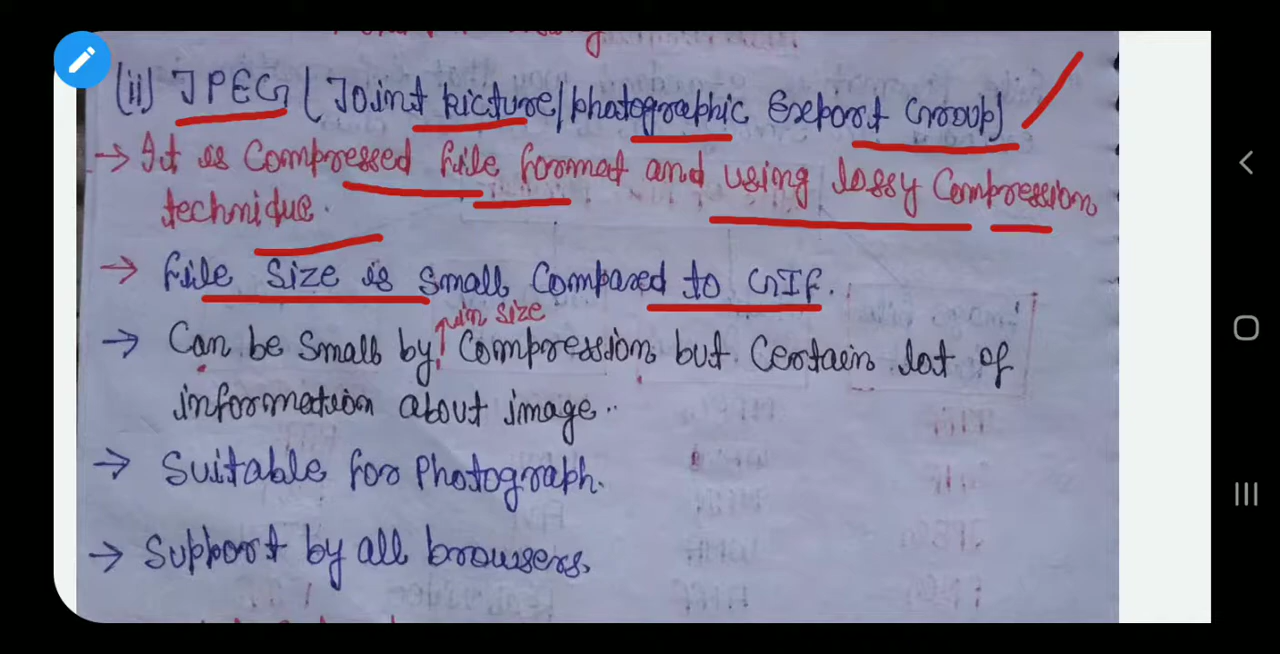 (ii) JPEG (Joint picture/photographic Export Group)
→ It is Compressed file format and using lossy Compression
technique.
→ file Size is Small Compared to GIF.
in size
→ Can be Small by Compression but Certain lot of
information about image..
→ Suitable for Photograph.
→ Support by all browsers.